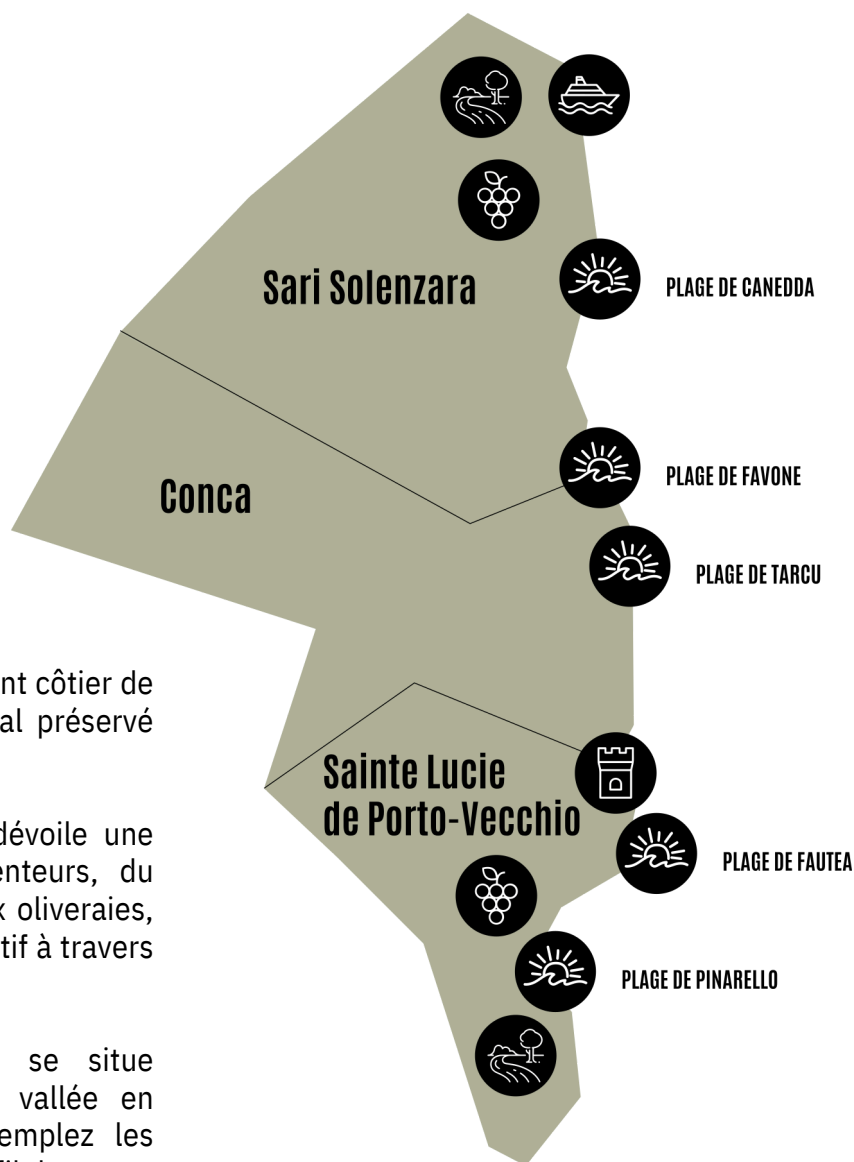 Sari Solenzara
PLAGE DE CANEDDA
PLAGE DE FAVONE
Conca
PLAGE DE TARCU
nt côtier de
al préservé
Sainte Lucie
de Porto-Vecchio
dévoile une
enteurs, du
x oliveraies,
tif à travers
PLAGE DE FAUTEA
PLAGE DE PINARELLO
se situe
vallée en
emplez les